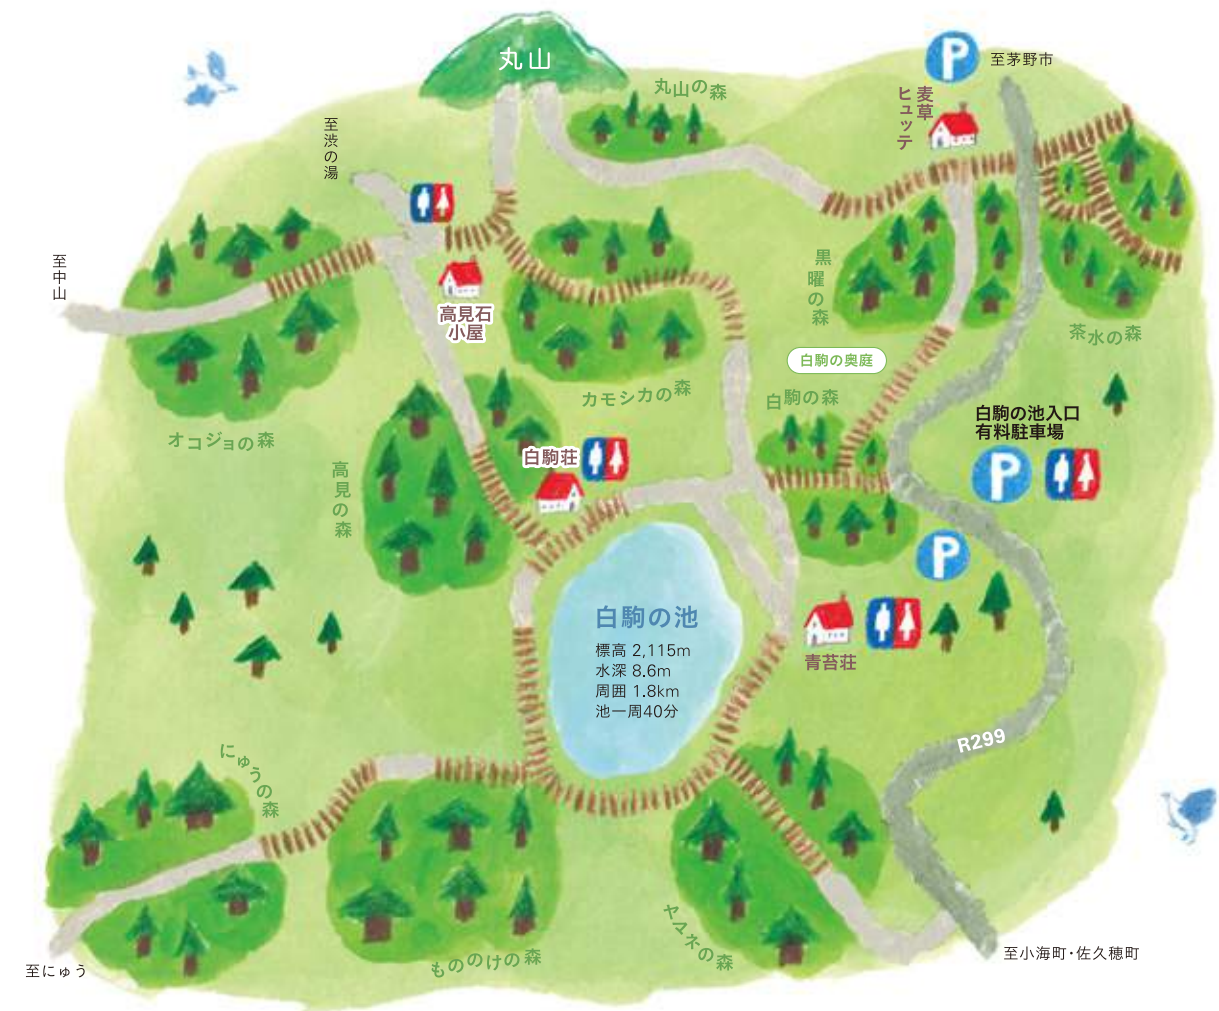 丸山
丸山の森
P
至茅野市
麦草
ヒュッテ
至渋の湯
至中山
高見石
小屋
オコジョの森
カモシカの森
黒曜の森
茶水の森
白駒の奥庭
白駒の森
白駒の池入口
有料駐車場
P
高見の森
白駒荘
P
白駒の池
標高 2,115m
水深 8.6m
周囲 1.8km
池一周40分
青苔荘
R299
にゅうの森
もののけの森
ヤマネの森
至にゅう
至小海町・佐久穂町